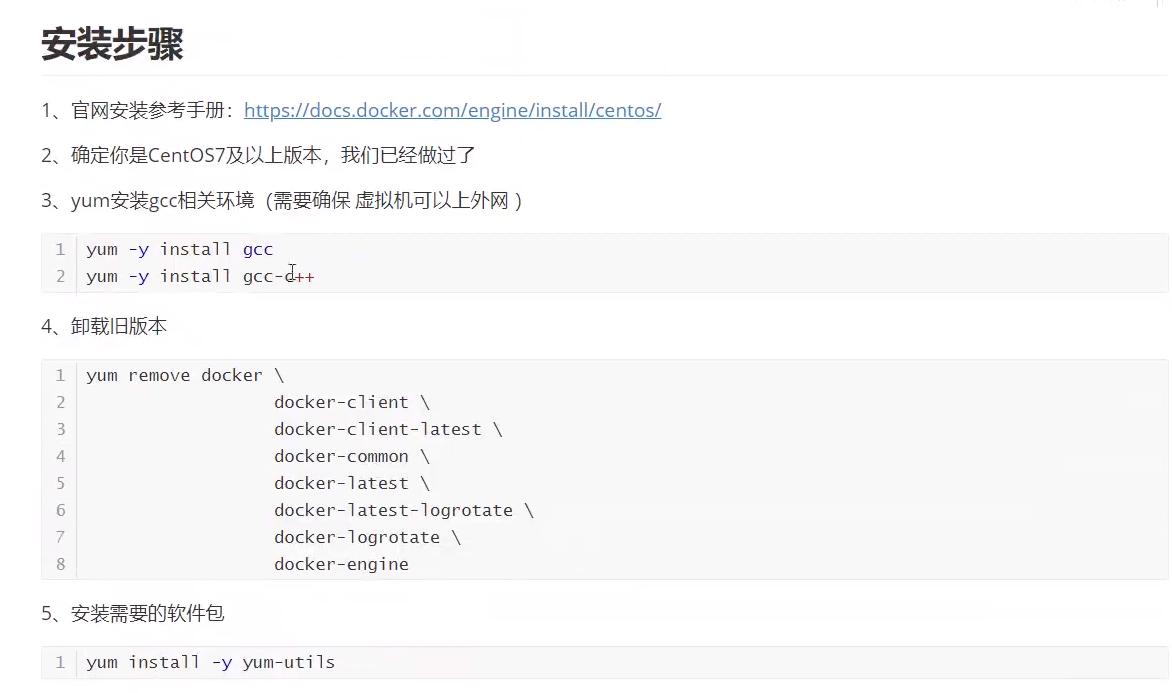 安装步骤
1、官网安装参考手册：https://docs.docker.com/engine/install/centos/
2、确定你是CentOS7及以上版本，我们已经做过了
3、yum安装gcc相关环境（需要确保 虚拟机可以上外网 ）
1 yum -y install gcc
2 yum -y install gcc-c++
4、卸载旧版本
1 yum remove docker \
2 docker-client \
3 docker-client-latest \
4 docker-common \
5 docker-latest \
6 docker-latest-logrotate \
7 docker-logrotate \
8 docker-engine
5、安装需要的软件包
1 yum install -y yum-utils